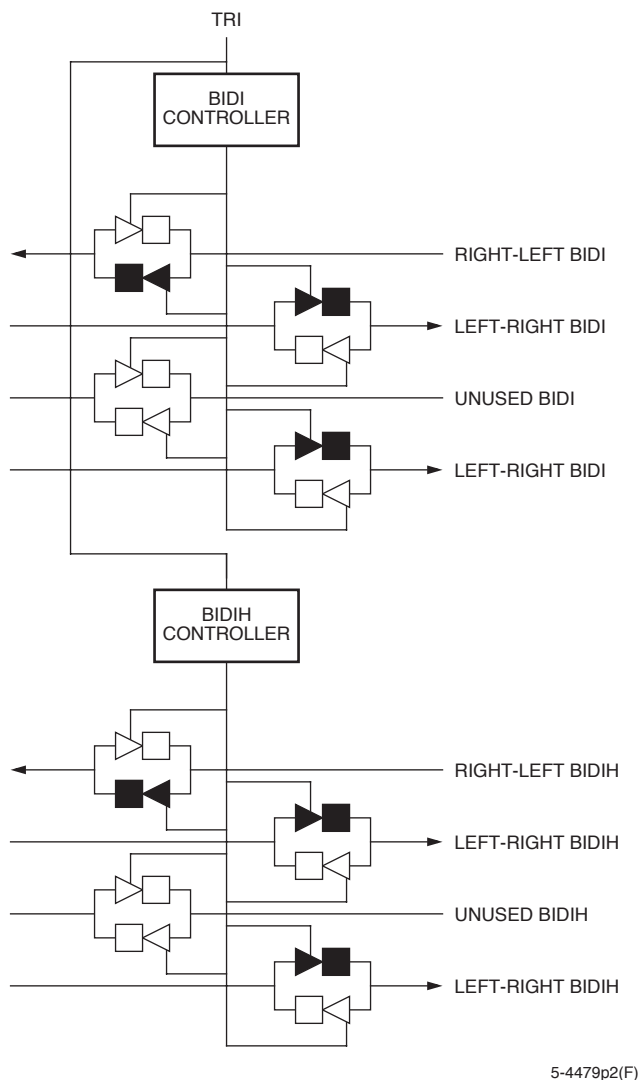 TRI
BIDI
CONTROLLER
RIGHT-LEFT BIDI
LEFT-RIGHT BIDI
UNUSED BIDI
LEFT-RIGHT BIDI
BIDIH
CONTROLLER
RIGHT-LEFT BIDIH
LEFT-RIGHT BIDIH
UNUSED BIDIH
LEFT-RIGHT BIDIH
5-4479p2(F)